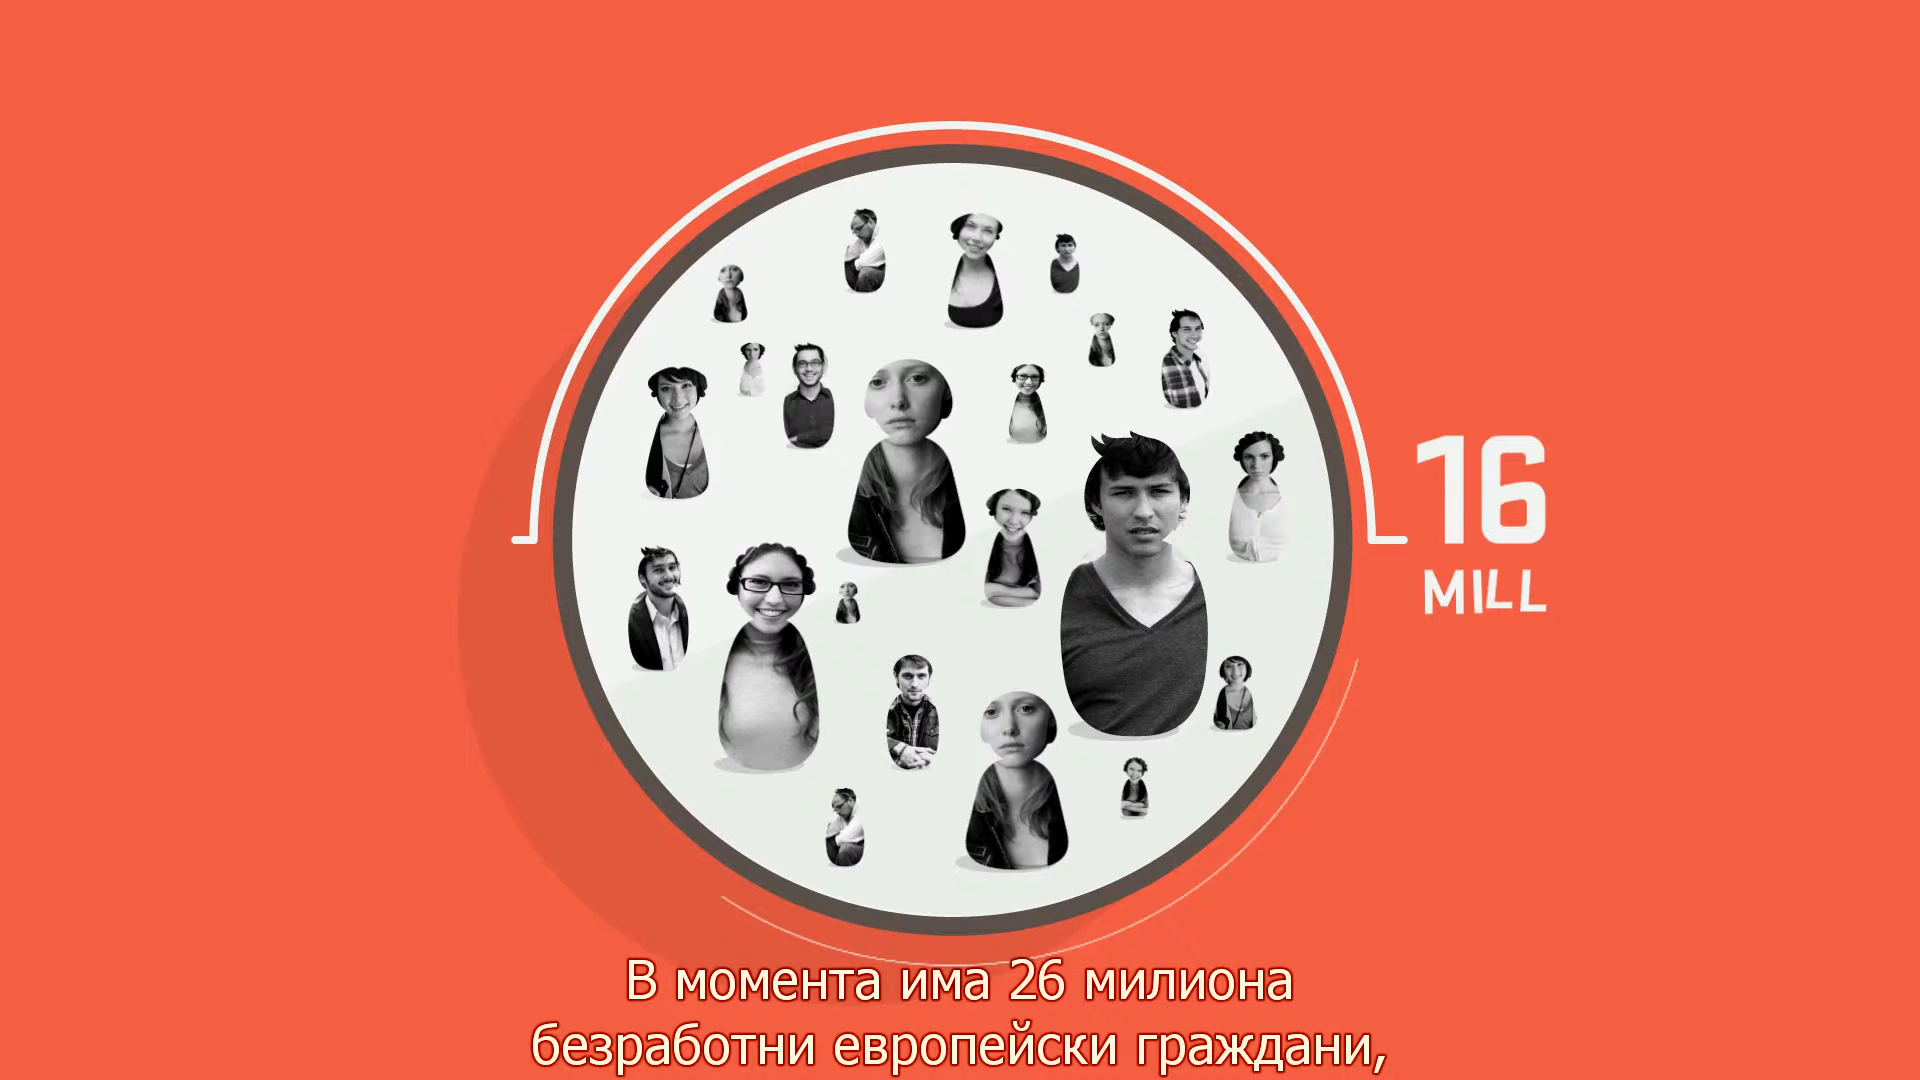 16
MILL
В момента има 26 милиона
безработни европейски граждани,